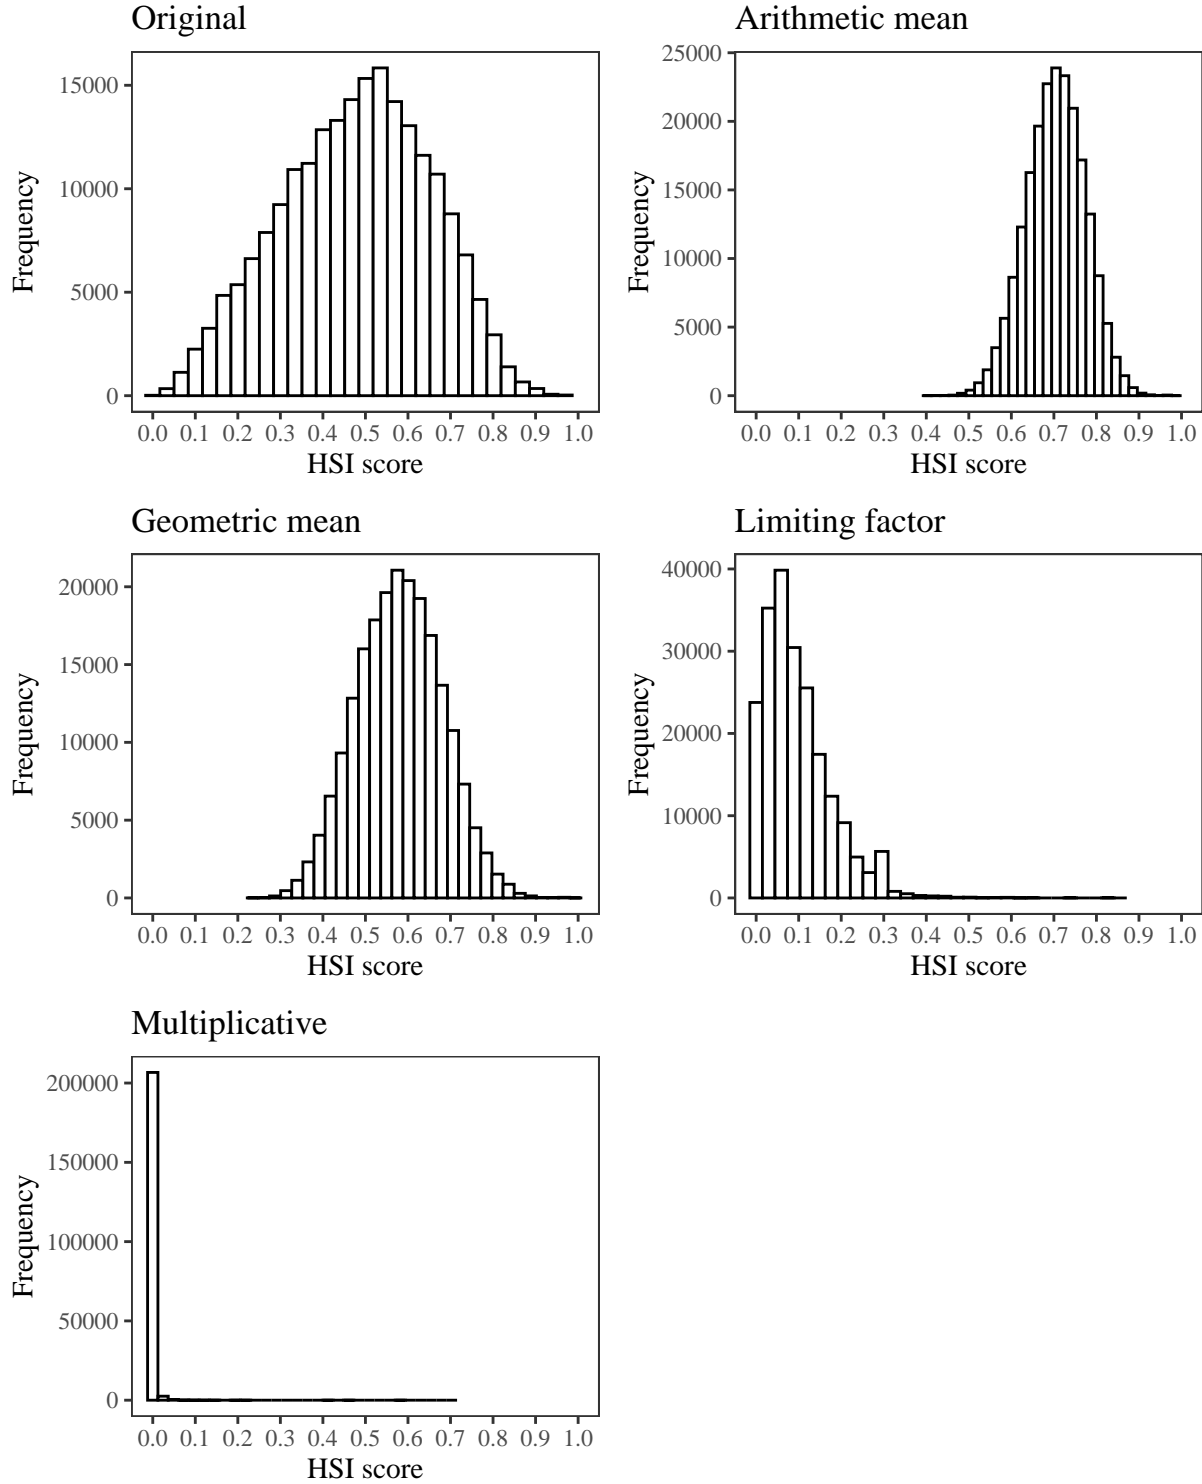 Original
Frequency
15000
10000
5000
0
0.0 0.1 0.2 0.3 0.4 0.5 0.6 0.7 0.8 0.9 1.0
HSI score
Arithmetic mean
Frequency
25000
20000
15000
10000
5000
0
0.0 0.1 0.2 0.3 0.4 0.5 0.6 0.7 0.8 0.9 1.0
HSI score
Geometric mean
Frequency
20000
15000
10000
5000
0
0.0 0.1 0.2 0.3 0.4 0.5 0.6 0.7 0.8 0.9 1.0
HSI score
Limiting factor
Frequency
40000
30000
20000
10000
0
0.0 0.1 0.2 0.3 0.4 0.5 0.6 0.7 0.8 0.9 1.0
HSI score
Multiplicative
Frequency
200000
150000
100000
50000
0
0.0 0.1 0.2 0.3 0.4 0.5 0.6 0.7 0.8 0.9 1.0
HSI score